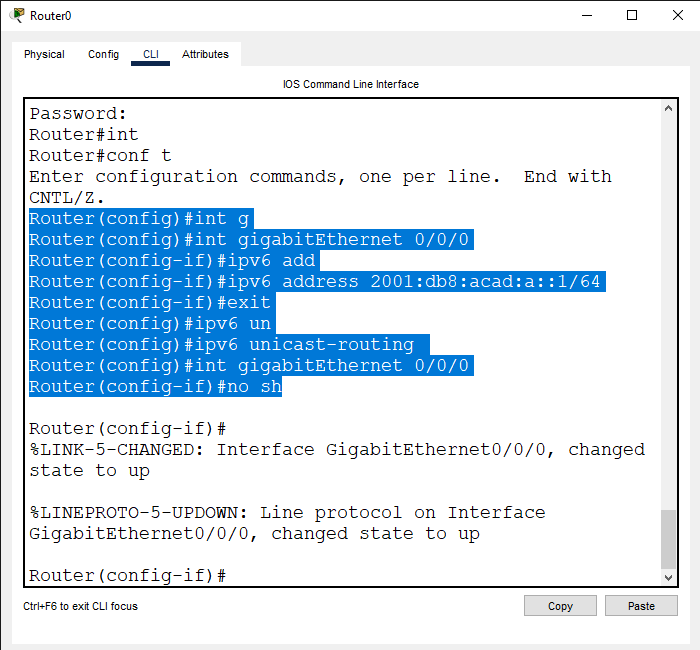 Router0
Physical Config CLI Attributes
IOS Command Line Interface
Password:
Router#int
Router#conf t
Enter configuration commands, one per line.  End with
CNTL/Z.
Router(config)#int g
Router(config)#int gigabitEthernet 0/0/0
Router(config-if)#ipv6 add
Router(config-if)#ipv6 address 2001:db8:acad:a::1/64
Router(config-if)#exit
Router(config)#ipv6 un
Router(config)#ipv6 unicast-routing
Router(config)#int gigabitEthernet 0/0/0
Router(config-if)#no sh
Router(config-if)#
%LINK-5-CHANGED: Interface GigabitEthernet0/0/0, changed
state to up
%LINEPROTO-5-UPDOWN: Line protocol on Interface
GigabitEthernet0/0/0, changed state to up
Router(config-if)#
Ctrl+F6 to exit CLI focus Copy Paste